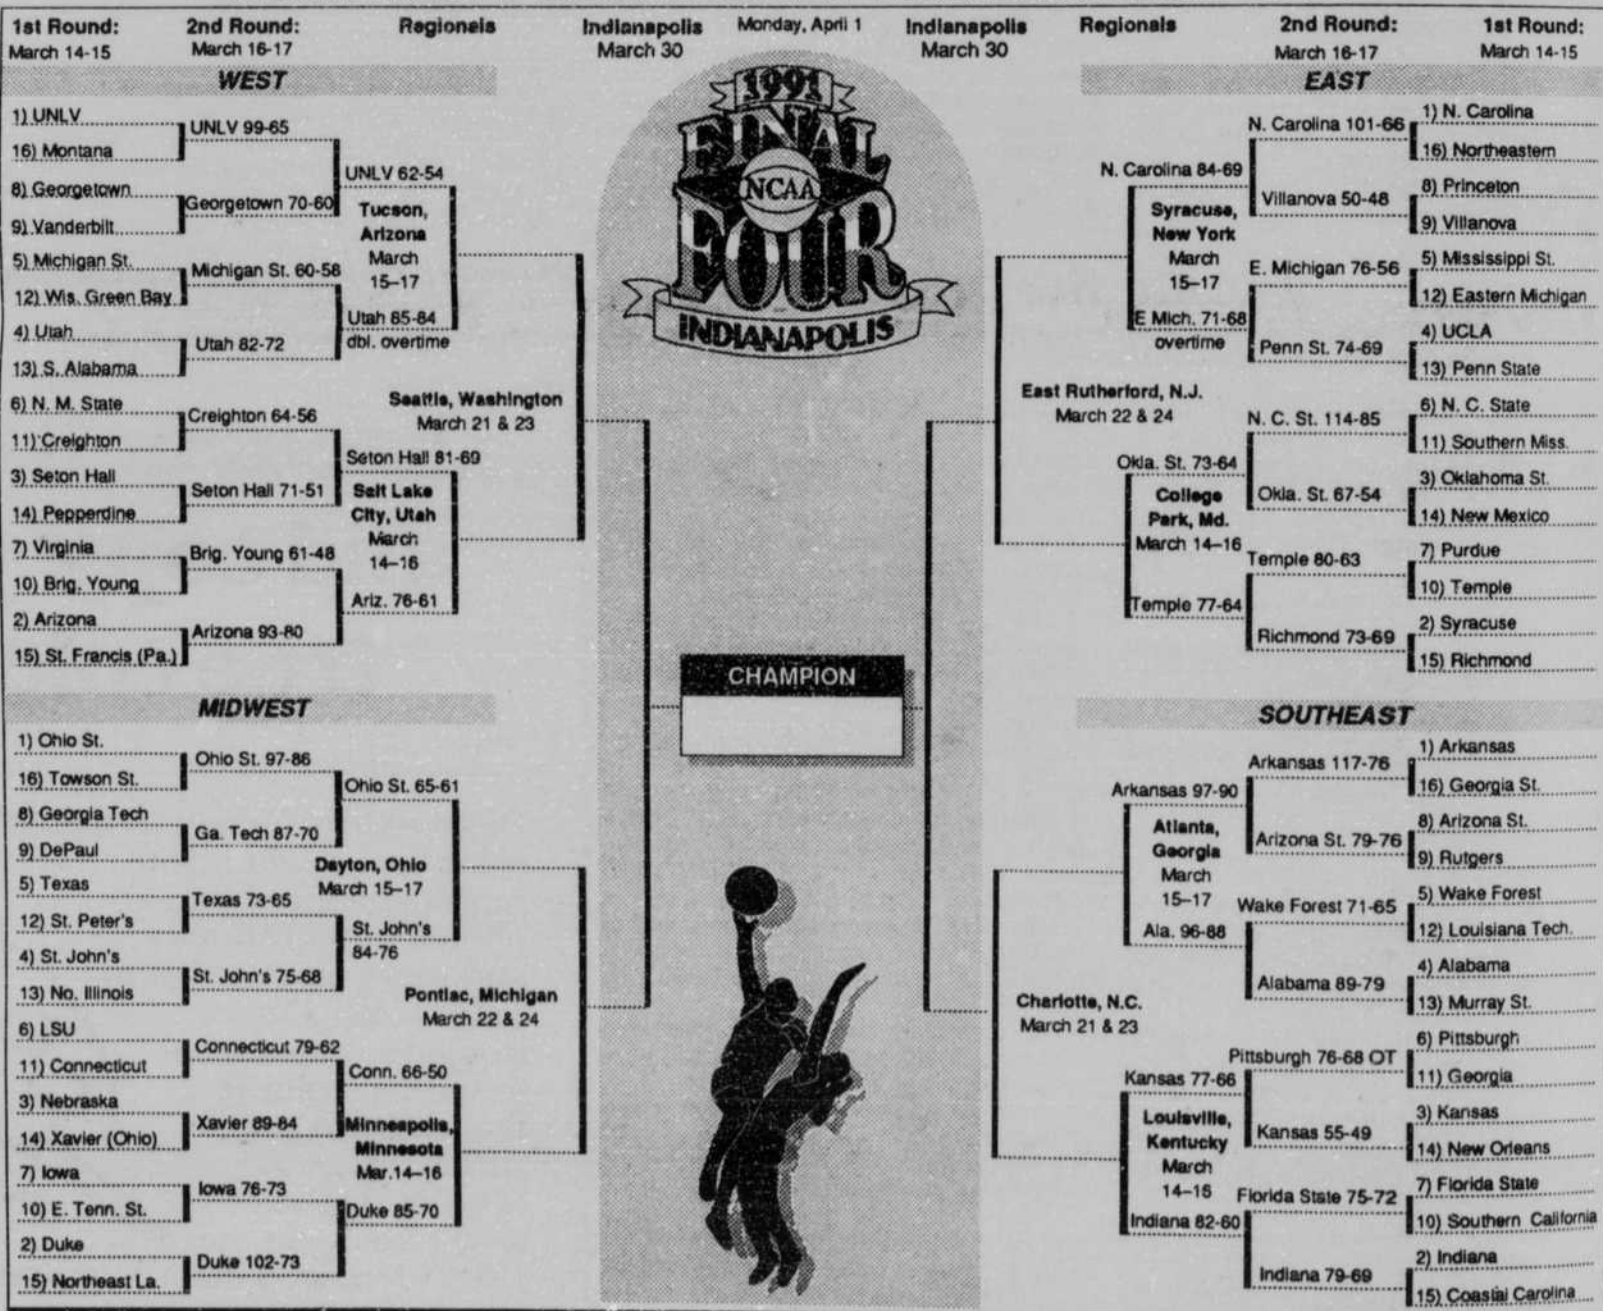 1st Round:
March 14-15
2nd Round:
March 16-17
Regionals
Indianapolis
March 30
Monday, April 1
Indianapolis
March 30
Regionals
2nd Round:
March 16-17
1st Round:
March 14-15
1991
FINAL
NCAA
FOUR
INDIANAPOLIS
WEST
1) UNLV
16) Montana
8) Georgetown
9) Vanderbilt
5) Michigan St.
12) Wis. Green Bay
4) Utah
13) S. Alabama
6) N. M. State
11) Creighton
3) Seton Hall
14) Pepperdine
7) Virginia
10) Brig. Young
2) Arizona
15) St. Francis (Pa.)
UNLV 99-65
Georgetown 70-60
Michigan St. 60-58
Utah 82-72
Creighton 64-56
Seton Hall 71-51
Brig. Young 61-48
Arizona 93-80
UNLV 62-54
Tucson,
Arizona
March
15–17
Utah 85-84
dbl. overtime
Seattle, Washington
March 21 & 23
Seton Hall 81-69
Salt Lake
City, Utah
March
14–16
Ariz. 76-61
MIDWEST
1) Ohio St.
16) Towson St.
8) Georgia Tech
9) DePaul
5) Texas
12) St. Peter's
4) St. John's
13) No. Illinois
6) LSU
11) Connecticut
3) Nebraska
14) Xavier (Ohio)
7) Iowa
10) E. Tenn. St.
2) Duke
15) Northeast La.
Ohio St. 97-86
Ga. Tech 87-70
Texas 73-65
St. John's 75-68
Connecticut 79-62
Xavier 89-84
Iowa 76-73
Duke 102-73
Ohio St. 65-61
Dayton, Ohio
March 15–17
St. John's
84-76
Pontiac, Michigan
March 22 & 24
Conn. 66-50
Minneapolis,
Minnesota
Mar.14–16
Duke 85-70
CHAMPION
EAST
N. Carolina 84-69
Syracuse,
New York
March
15–17
E Mich. 71-68
overtime
East Rutherford, N.J.
March 22 & 24
Okla. St. 73-64
College
Park, Md.
March 14–16
Temple 77-64
N. Carolina 101-66
Villanova 50-48
E. Michigan 76-56
Penn St. 74-69
N. C. St. 114-85
Okla. St. 67-54
Temple 80-63
Richmond 73-69
1) N. Carolina
16) Northeastern
8) Princeton
9) Villanova
5) Mississippi St.
12) Eastern Michigan
4) UCLA
13) Penn State
6) N. C. State
11) Southern Miss.
3) Oklahoma St.
14) New Mexico
7) Purdue
10) Temple
2) Syracuse
15) Richmond
SOUTHEAST
Arkansas 97-90
Atlanta,
Georgia
March
15–17
Ala. 96-88
Charlotte, N.C.
March 21 & 23
Kansas 77-66
Louisville,
Kentucky
March
14–16
Indiana 82-60
Arkansas 117-76
Arizona St. 79-76
Wake Forest 71-65
Alabama 89-79
Pittsburgh 76-68 OT
Kansas 55-49
Florida State 75-72
Indiana 79-69
1) Arkansas
16) Georgia St.
8) Arizona St.
9) Rutgers
5) Wake Forest
12) Louisiana Tech.
4) Alabama
13) Murray St.
6) Pittsburgh
11) Georgia
3) Kansas
14) New Orleans
7) Florida State
10) Southern California
2) Indiana
15) Coastal Carolina